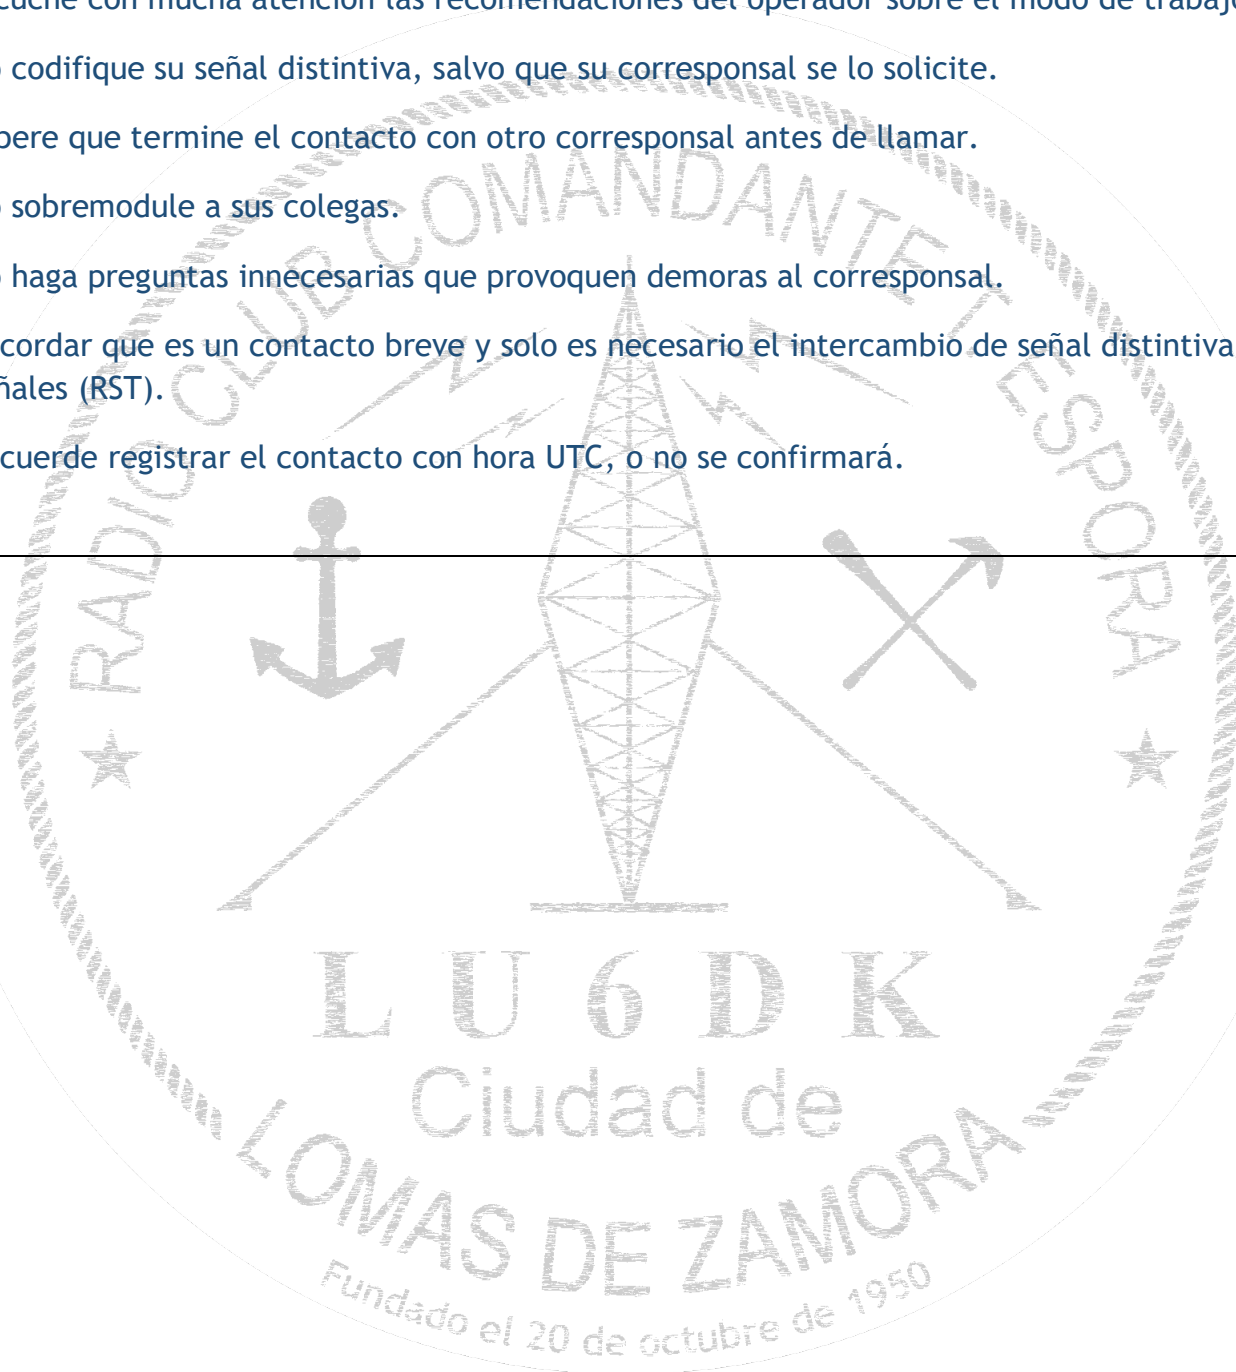 cuche con mucha atención las recomendaciones del operador sobre el modo de trabajo
o codifique su señal distintiva, salvo que su corresponsal se lo solicite.
pere que termine el contacto con otro corresponsal antes de llamar.
o sobremodule a sus colegas.
o haga preguntas innecesarias que provoquen demoras al corresponsal.
cordar que es un contacto breve y solo es necesario el intercambio de señal distintiva
ñales (RST).
cuerde registrar el contacto con hora UTC, o no se confirmará.
★ RADIO CLUB COMANDANTE L ESPORA ★
LU6DK
Ciudad de
LOMAS DE ZAMORA
Fundado el 20 de octubre de 1950